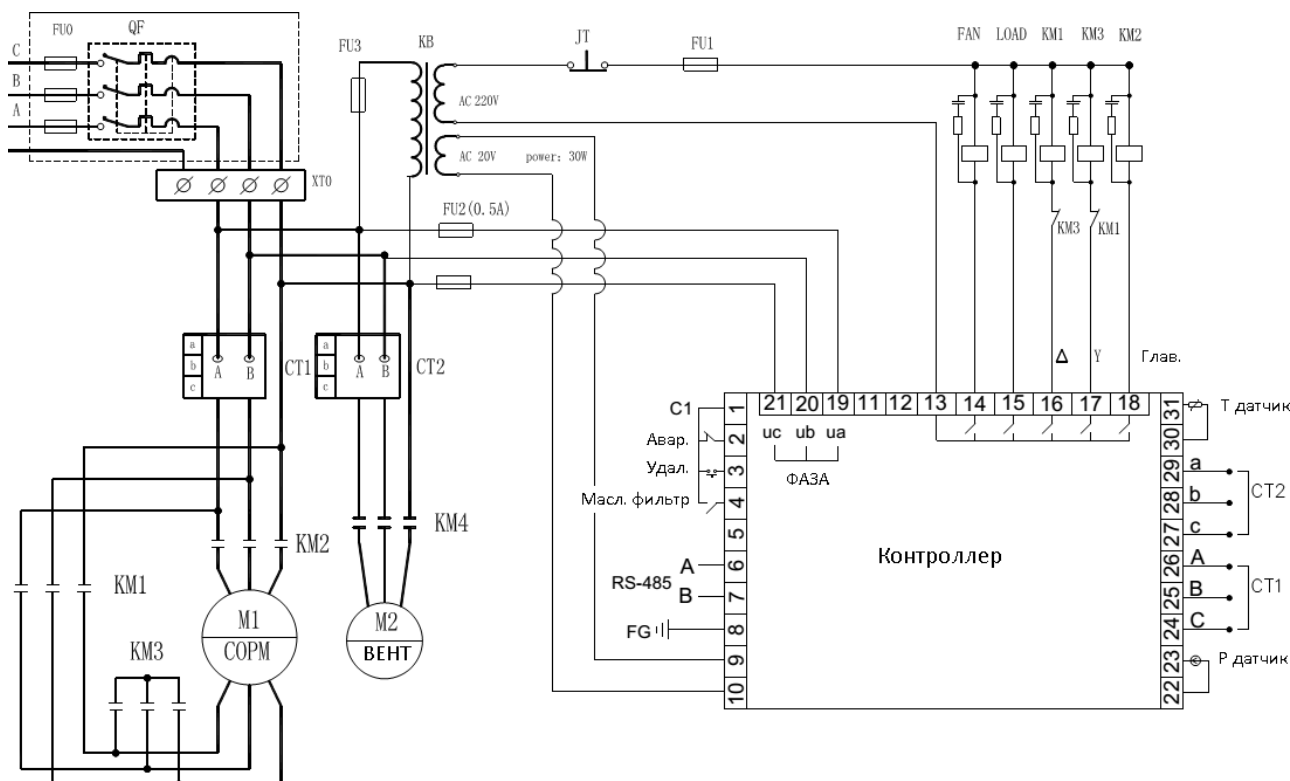 FU0 QF
C
B
A
XT0
FU3 KB JT FU1 FAN LOAD KM1 KM3 KM2
AC 220V
AC 20V power: 30W
FU2(0.5A)
KM3 KM1
a
b
c
A B
CT1
a
b
c
A B
CT2
Δ Y Глав.
21 20 19 11 12 13 14 15 16 17 18
uc ub ua
ФАЗА
C1 1
Авар. 2
Удал. 3
Масл. фильтр 4
5
RS-485
A 6
B 7
FG 8
9
10
Контроллер
31 Т датчик
30
29 a
28 b
27 c
CT2
26 A
25 B
24 C
CT1
23 Р датчик
22
KM4
KM2
KM1
KM3
M1
COPM
M2
ВЕНТ